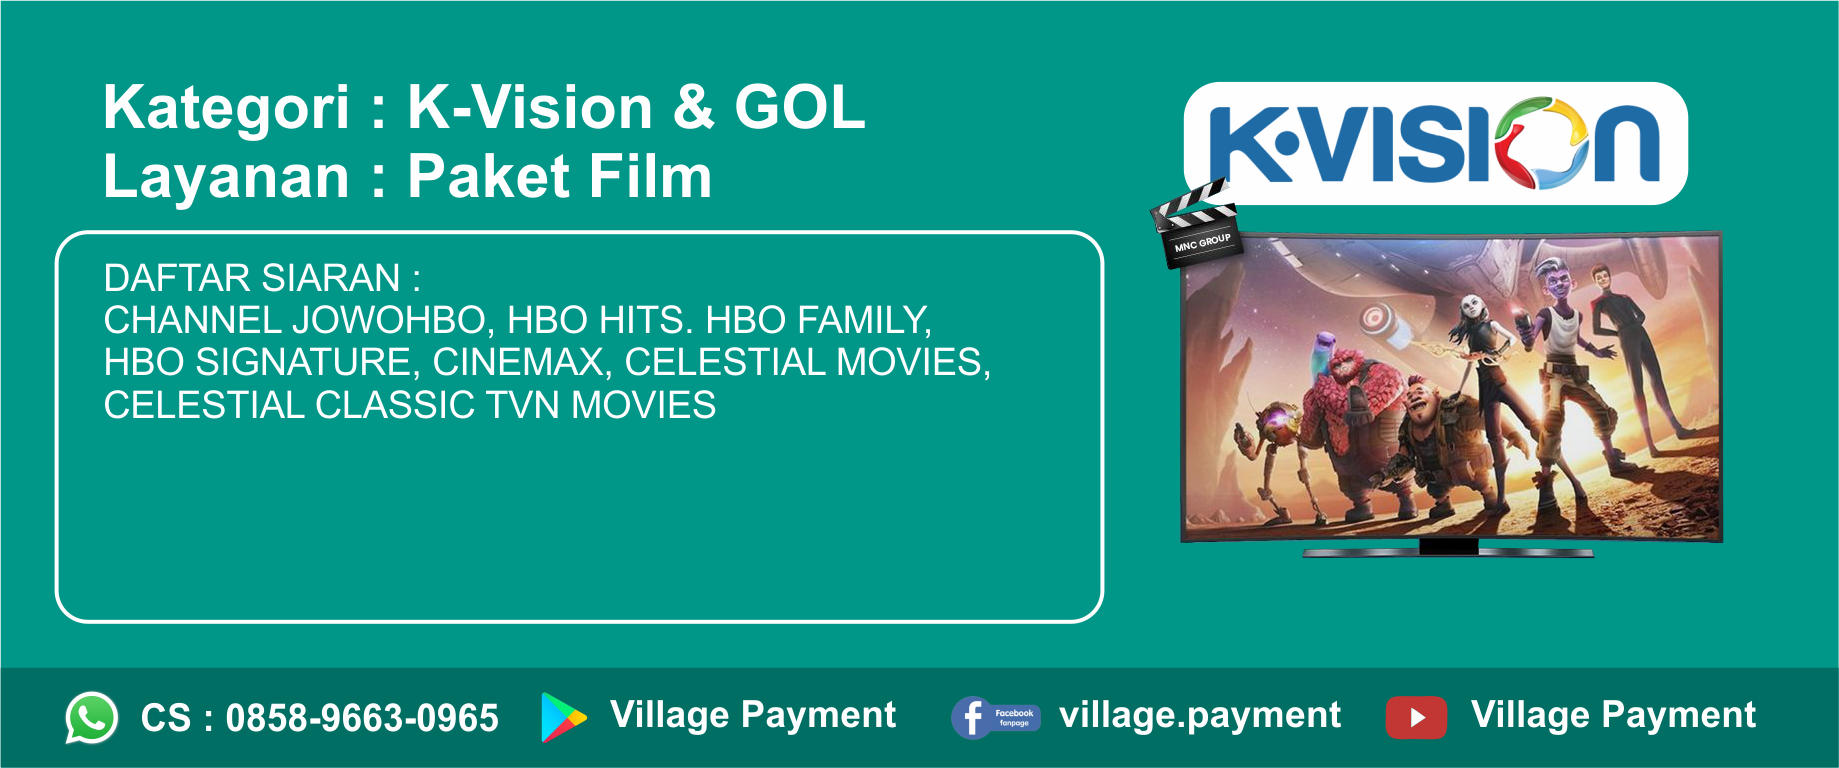 Kategori : K-Vision & GOL
Layanan : Paket Film
K-VISION
MNC GROUP
DAFTAR SIARAN :
CHANNEL JOWOHBO, HBO HITS. HBO FAMILY,
HBO SIGNATURE, CINEMAX, CELESTIAL MOVIES,
CELESTIAL CLASSIC TVN MOVIES
CS : 0858-9663-0965
Village Payment
Facebook
fanpage
village.payment
Village Payment